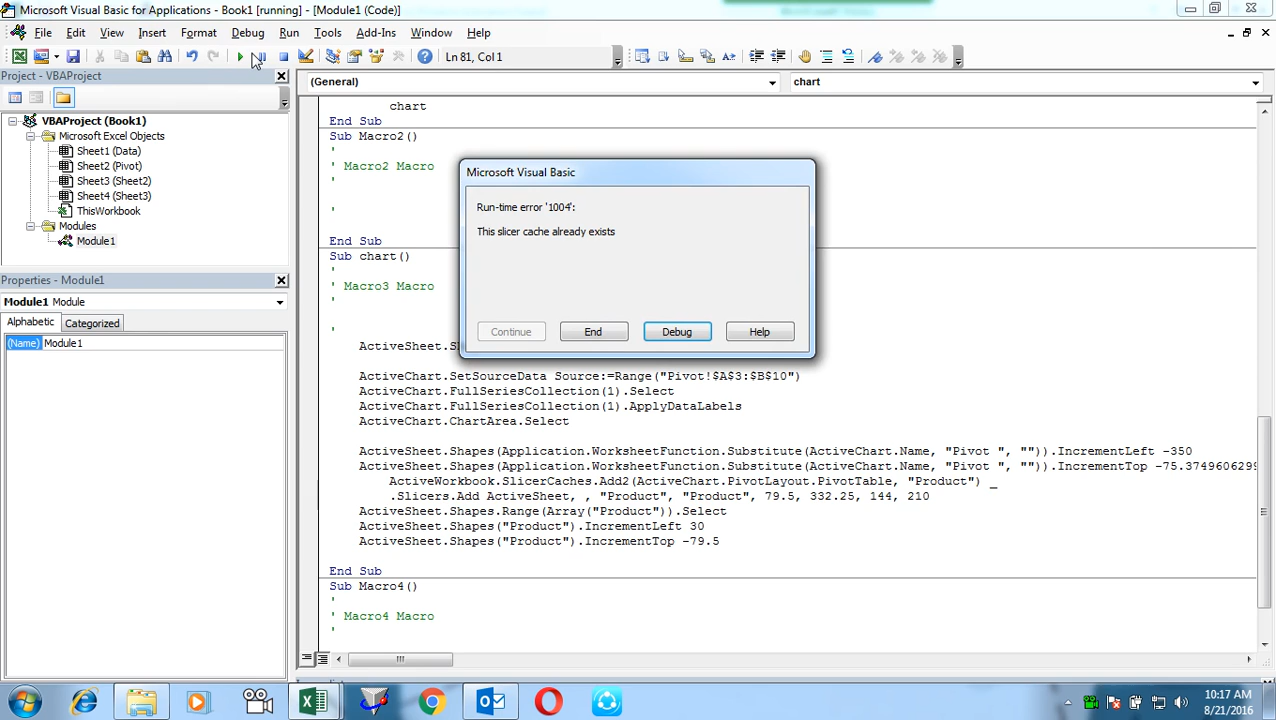 Microsoft Visual Basic for Applications - Book1 [running] - [Module1 (Code)]
File Edit View Insert Format Debug Run Tools Add-Ins Window Help
Ln 81, Col 1
Project - VBAProject
(General) chart
VBAProject (Book1)
Microsoft Excel Objects
Sheet1 (Data)
Sheet2 (Pivot)
Sheet3 (Sheet2)
Sheet4 (Sheet3)
ThisWorkbook
Modules
Module1
Properties - Module1
Module1 Module
Alphabetic Categorized
(Name) Module1
chart
End Sub
Sub Macro2()
'
' Macro2 Macro
'
'
End Sub
Sub chart()
'
' Macro3 Macro
'
'
ActiveSheet.S
ActiveChart.SetSourceData Source:=Range("Pivot!$A$3:$B$10")
ActiveChart.FullSeriesCollection(1).Select
ActiveChart.FullSeriesCollection(1).ApplyDataLabels
ActiveChart.ChartArea.Select
ActiveSheet.Shapes(Application.WorksheetFunction.Substitute(ActiveChart.Name, "Pivot ", "")).IncrementLeft -350
ActiveSheet.Shapes(Application.WorksheetFunction.Substitute(ActiveChart.Name, "Pivot ", "")).IncrementTop -75.3749606299
ActiveWorkbook.SlicerCaches.Add2(ActiveChart.PivotLayout.PivotTable, "Product") _
.Slicers.Add ActiveSheet, , "Product", "Product", 79.5, 332.25, 144, 210
ActiveSheet.Shapes.Range(Array("Product")).Select
ActiveSheet.Shapes("Product").IncrementLeft 30
ActiveSheet.Shapes("Product").IncrementTop -79.5
End Sub
Sub Macro4()
'
' Macro4 Macro
'
Microsoft Visual Basic
Run-time error '1004':
This slicer cache already exists
Continue End Debug Help
10:17 AM
8/21/2016